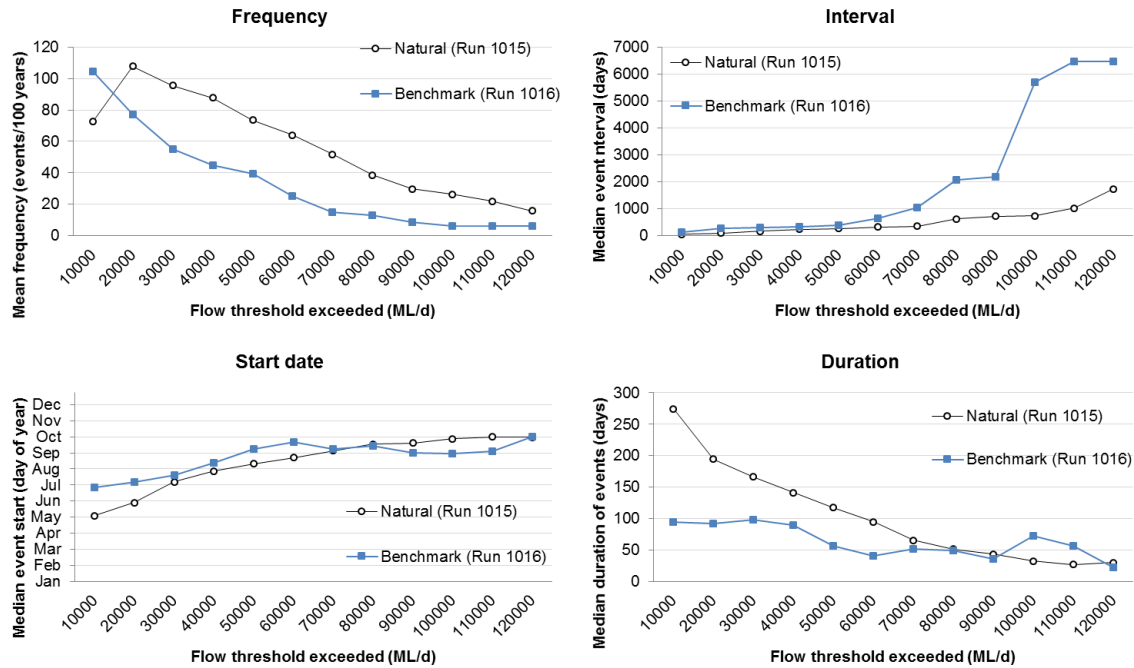 Frequency
120
100
80
60
40
20
0
Mean frequency (events/100 years)
Natural (Run 1015)
Benchmark (Run 1016)
10000
20000
30000
40000
50000
60000
70000
80000
90000
100000
110000
120000
Flow threshold exceeded (ML/d)
Interval
7000
6000
5000
4000
3000
2000
1000
0
Median event nterval (days)
Natural (Run 1015)
Benchmark (Run 1016)
10000
20000
30000
40000
50000
60000
70000
80000
90000
100000
110000
120000
Flow threshold exceeded (ML/d)
Start date
Dec
Nov
Oct
Sep
Aug
Jul
Jun
May
Apr
Mar
Feb
Jan
Median event start (day of year)
Natural (Run 1015)
Benchmark (Run 1016)
10000
20000
30000
40000
50000
60000
70000
80000
90000
100000
110000
120000
Flow threshold exceeded (ML/d)
Duration
300
250
200
150
100
50
0
Median duration of events (days)
Natural (Run 1015)
Benchmark (Run 1016)
10000
20000
30000
40000
50000
60000
70000
80000
90000
100000
110000
120000
Flow threshold exceeded (ML/d)